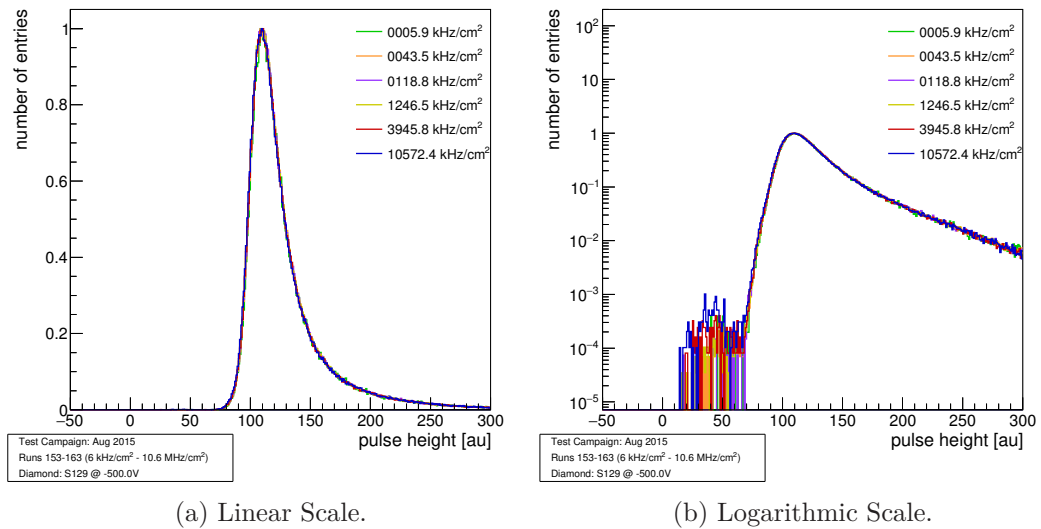 number of entries
1
0.8
0.6
0.4
0.2
0
−50 0 50 100 150 200 250 300
pulse height [au]
0005.9 kHz/cm²
0043.5 kHz/cm²
0118.8 kHz/cm²
1246.5 kHz/cm²
3945.8 kHz/cm²
10572.4 kHz/cm²
Test Campaign: Aug 2015
Runs 153-163 (6 kHz/cm² - 10.6 MHz/cm²)
Diamond: S129 @ -500.0V
(a) Linear Scale.
number of entries
10²
10
1
10⁻¹
10⁻²
10⁻³
10⁻⁴
10⁻⁵
−50 0 50 100 150 200 250 300
pulse height [au]
0005.9 kHz/cm²
0043.5 kHz/cm²
0118.8 kHz/cm²
1246.5 kHz/cm²
3945.8 kHz/cm²
10572.4 kHz/cm²
Test Campaign: Aug 2015
Runs 153-163 (6 kHz/cm² - 10.6 MHz/cm²)
Diamond: S129 @ -500.0V
(b) Logarithmic Scale.